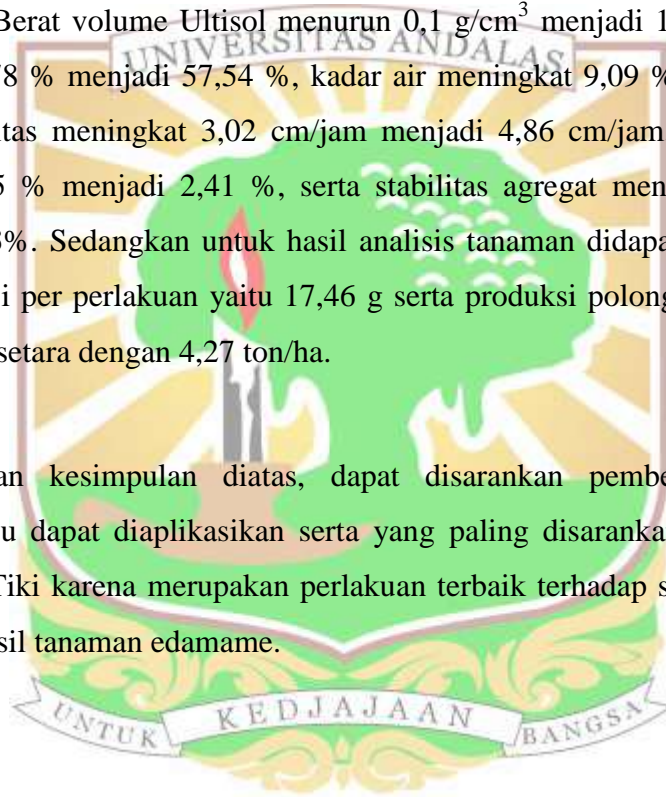 Berat volume Ultisol menurun 0,1 g/cm³ menjadi 1
UNIVERSITAS ANDALAS
78 % menjadi 57,54 %, kadar air meningkat 9,09 %
itas meningkat 3,02 cm/jam menjadi 4,86 cm/jam
5 % menjadi 2,41 %, serta stabilitas agregat men
%. Sedangkan untuk hasil analisis tanaman didapa
i per perlakuan yaitu 17,46 g serta produksi polong
setara dengan 4,27 ton/ha.
an kesimpulan diatas, dapat disarankan pembe
u dapat diaplikasikan serta yang paling disaranka
Tiki karena merupakan perlakuan terbaik terhadap s
sil tanaman edamame.
UNTUK KEDJAJAAN BANGSA